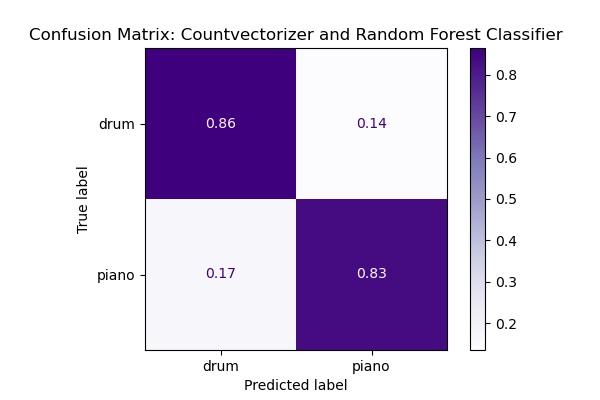 Confusion Matrix: Countvectorizer and Random Forest Classifier
drum
0.86
0.14
piano
0.17
0.83
drum
piano
Predicted label
True label
0.8
0.7
0.6
0.5
0.4
0.3
0.2